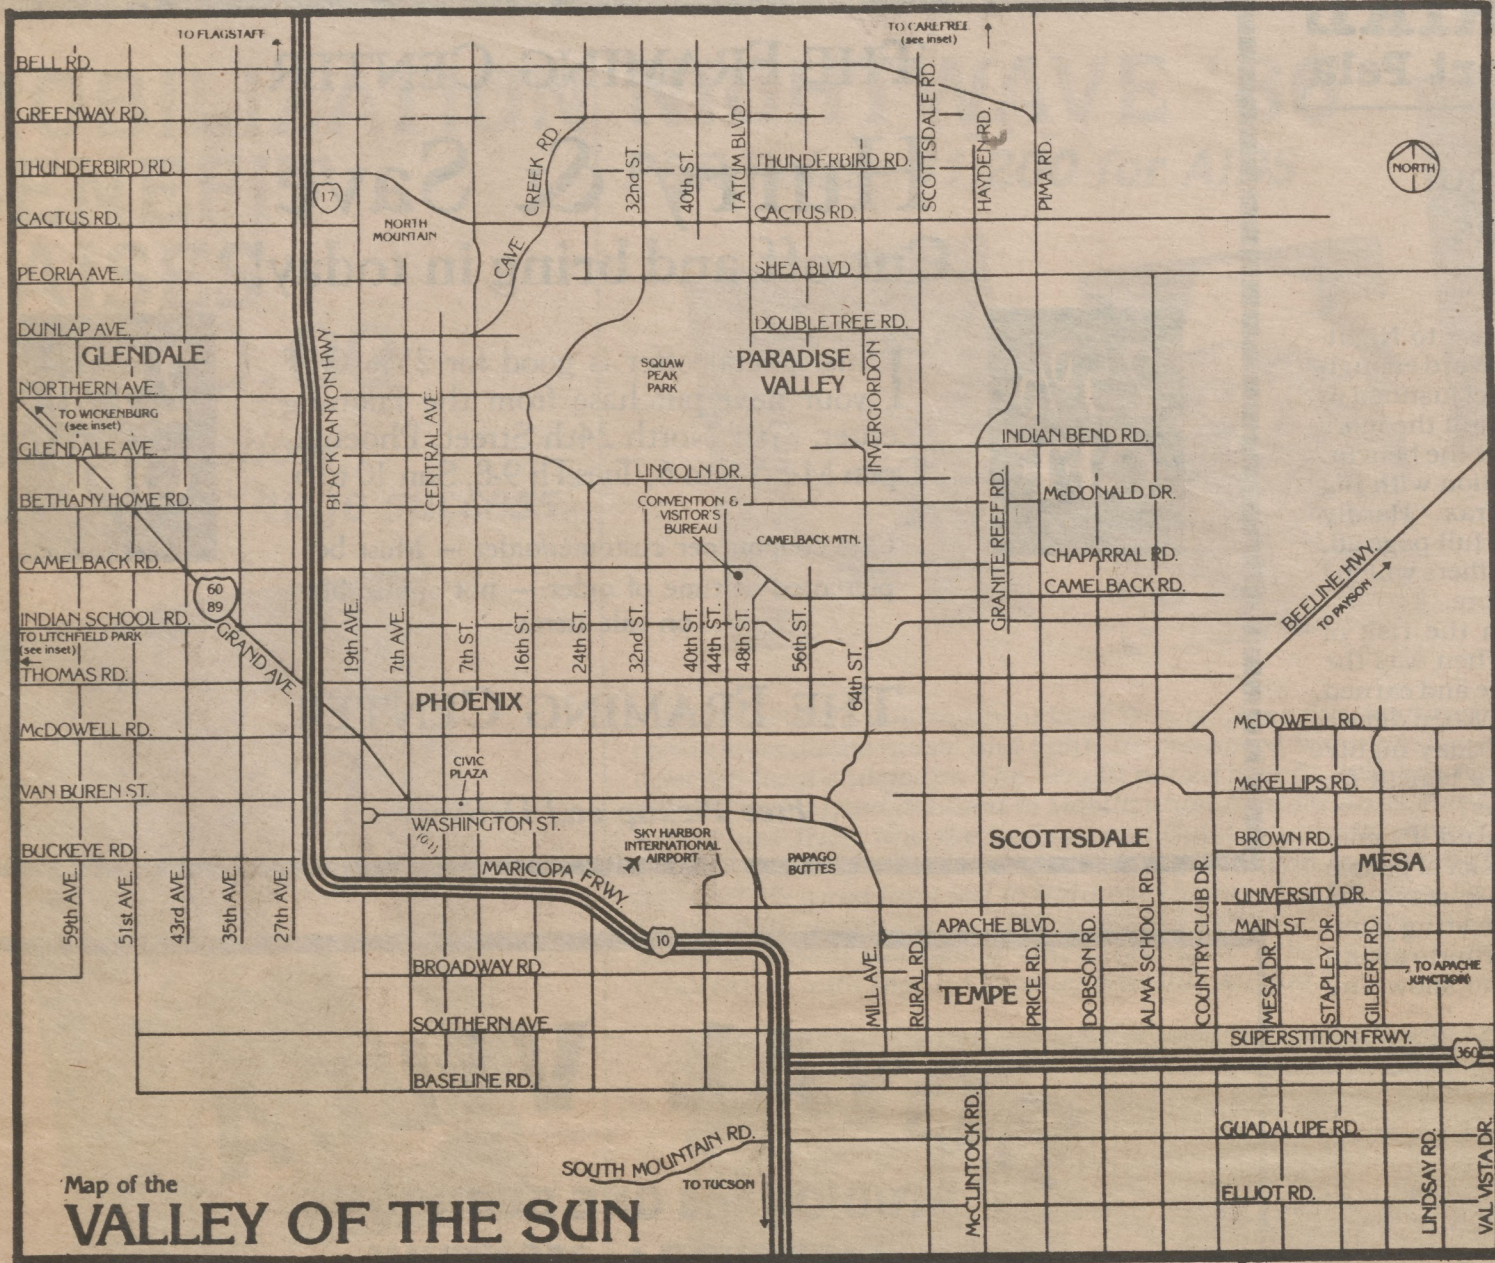 TO FLAGSTAFF
TO CAREFREE
(see inset)
BELL RD.
GREENWAY RD.
THUNDERBIRD RD.
CACTUS RD.
PEORIA AVE.
DUNLAP AVE.
GLENDALE
NORTHERN AVE.
TO WICKENBURG
(see inset)
GLENDALE AVE.
BETHANY HOME RD.
CAMELBACK RD.
60
89
INDIAN SCHOOL RD.
TO LITCHFIELD PARK
(see inset)
THOMAS RD.
GRAND AVE.
McDOWELL RD.
VAN BUREN ST.
BUCKEYE RD.
59th AVE.
51st AVE.
43rd AVE.
35th AVE.
27th AVE.
17
NORTH
MOUNTAIN
CAVE CREEK RD
32nd ST.
40th ST.
TATUM BLVD.
THUNDERBIRD RD.
CACTUS RD.
SHEA BLVD.
DOUBLETREE RD.
SCOTTSDALE RD.
HAYDEN RD.
PIMA RD.
NORTH
BLACK CANYON HWY.
CENTRAL AVE.
SQUAW
PEAK
PARK
PARADISE
VALLEY
INVERGORDON
INDIAN BEND RD.
LINCOLN DR.
CONVENTION &
VISITOR'S
BUREAU
CAMELBACK MTN.
GRANITE REEF RD.
McDONALD DR.
CHAPARRAL RD.
CAMELBACK RD.
BEELINE HWY.
TO PAYSON
19th AVE.
7th AVE.
7th ST.
16th ST.
24th ST.
32nd ST.
40th ST.
44th ST.
48th ST.
56th ST.
64th ST.
PHOENIX
CIVIC
PLAZA
WASHINGTON ST.
(O.1)
MARICOPA FRWY.
SKY HARBOR
INTERNATIONAL
AIRPORT
PAPAGO
BUTTES
10
McDOWELL RD.
McKELLIPS RD.
SCOTTSDALE
BROWN RD.
MESA
UNIVERSITY DR.
APACHE BLVD.
MAIN ST.
MILL AVE.
RURAL RD.
TEMPE
PRICE RD.
DOBSON RD.
ALMA SCHOOL RD.
COUNTRY CLUB DR.
MESA DR.
STAPLEY DR.
GILBERT RD.
TO APACHE
JUNCTION
BROADWAY RD.
SOUTHERN AVE
BASELINE RD.
SUPERSTITION FRWY.
360
McCLINTOCK RD.
GUADALUPE RD.
ELLIOT RD.
LINDSAY RD.
VAL VISTA DR.
SOUTH MOUNTAIN RD.
TO TUCSON
Map of the
VALLEY OF THE SUN